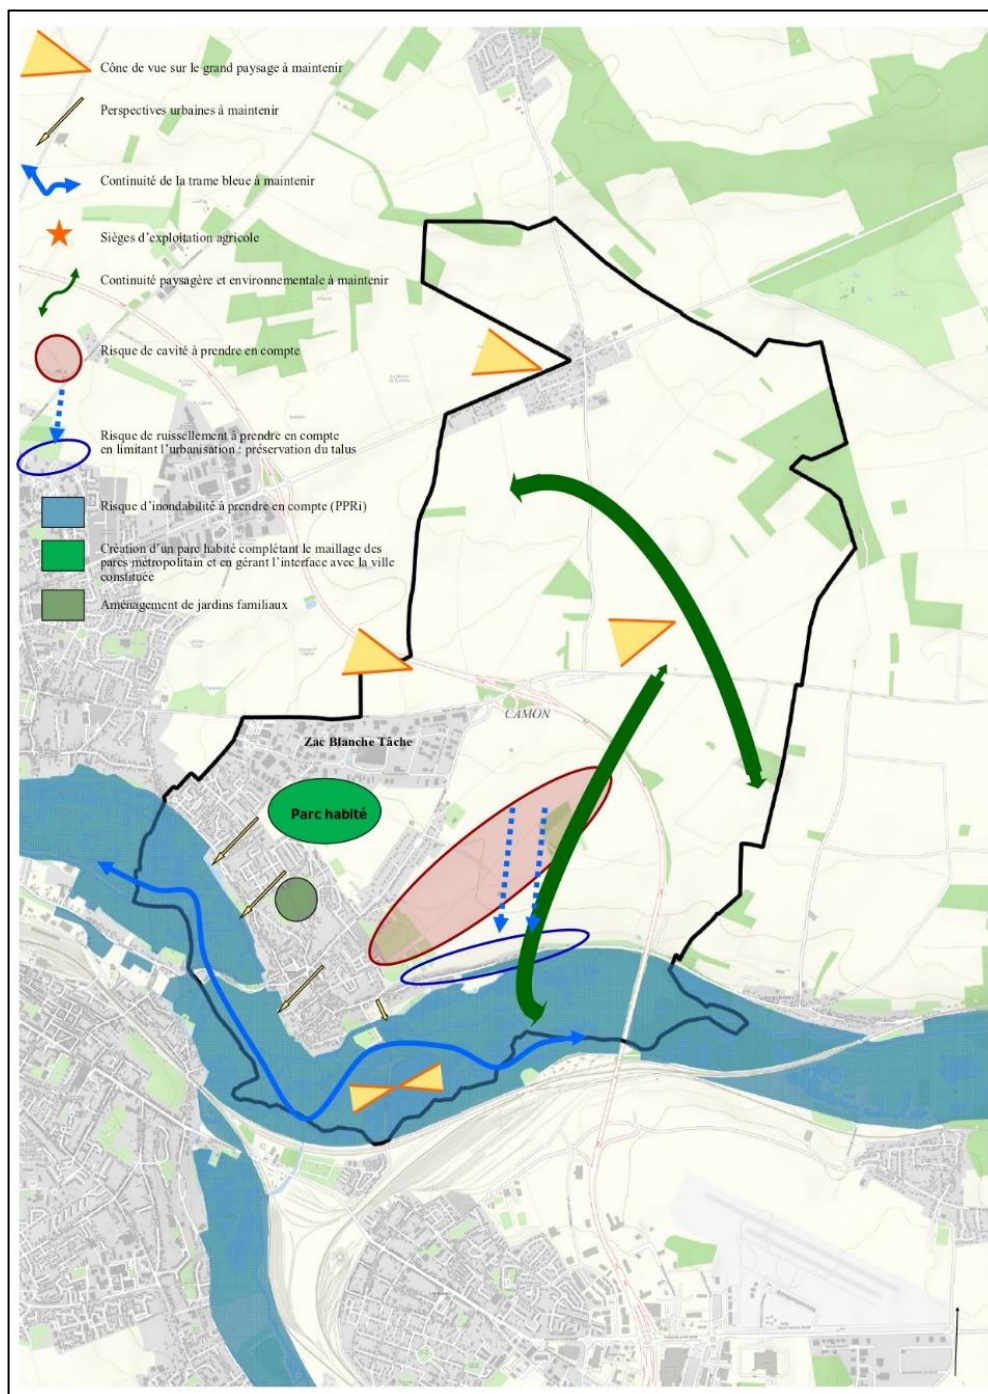 Cône de vue sur le grand paysage à maintenir
Perspectives urbaines à maintenir
Continuité de la trame bleue à maintenir
Sièges d'exploitation agricole
Continuité paysagère et environnementale à maintenir
Risque de cavité à prendre en compte
Risque de ruissellement à prendre en compte
en limitant l'urbanisation : préservation du talus
Risque d'inondabilité à prendre en compte (PPRi)
Création d'un parc habité complétant le maillage des
parcs métropolitain et en gérant l'interface avec la ville
constituée
Aménagement de jardins familiaux
CAMON
Zac Blanche Tâche
Parc habité